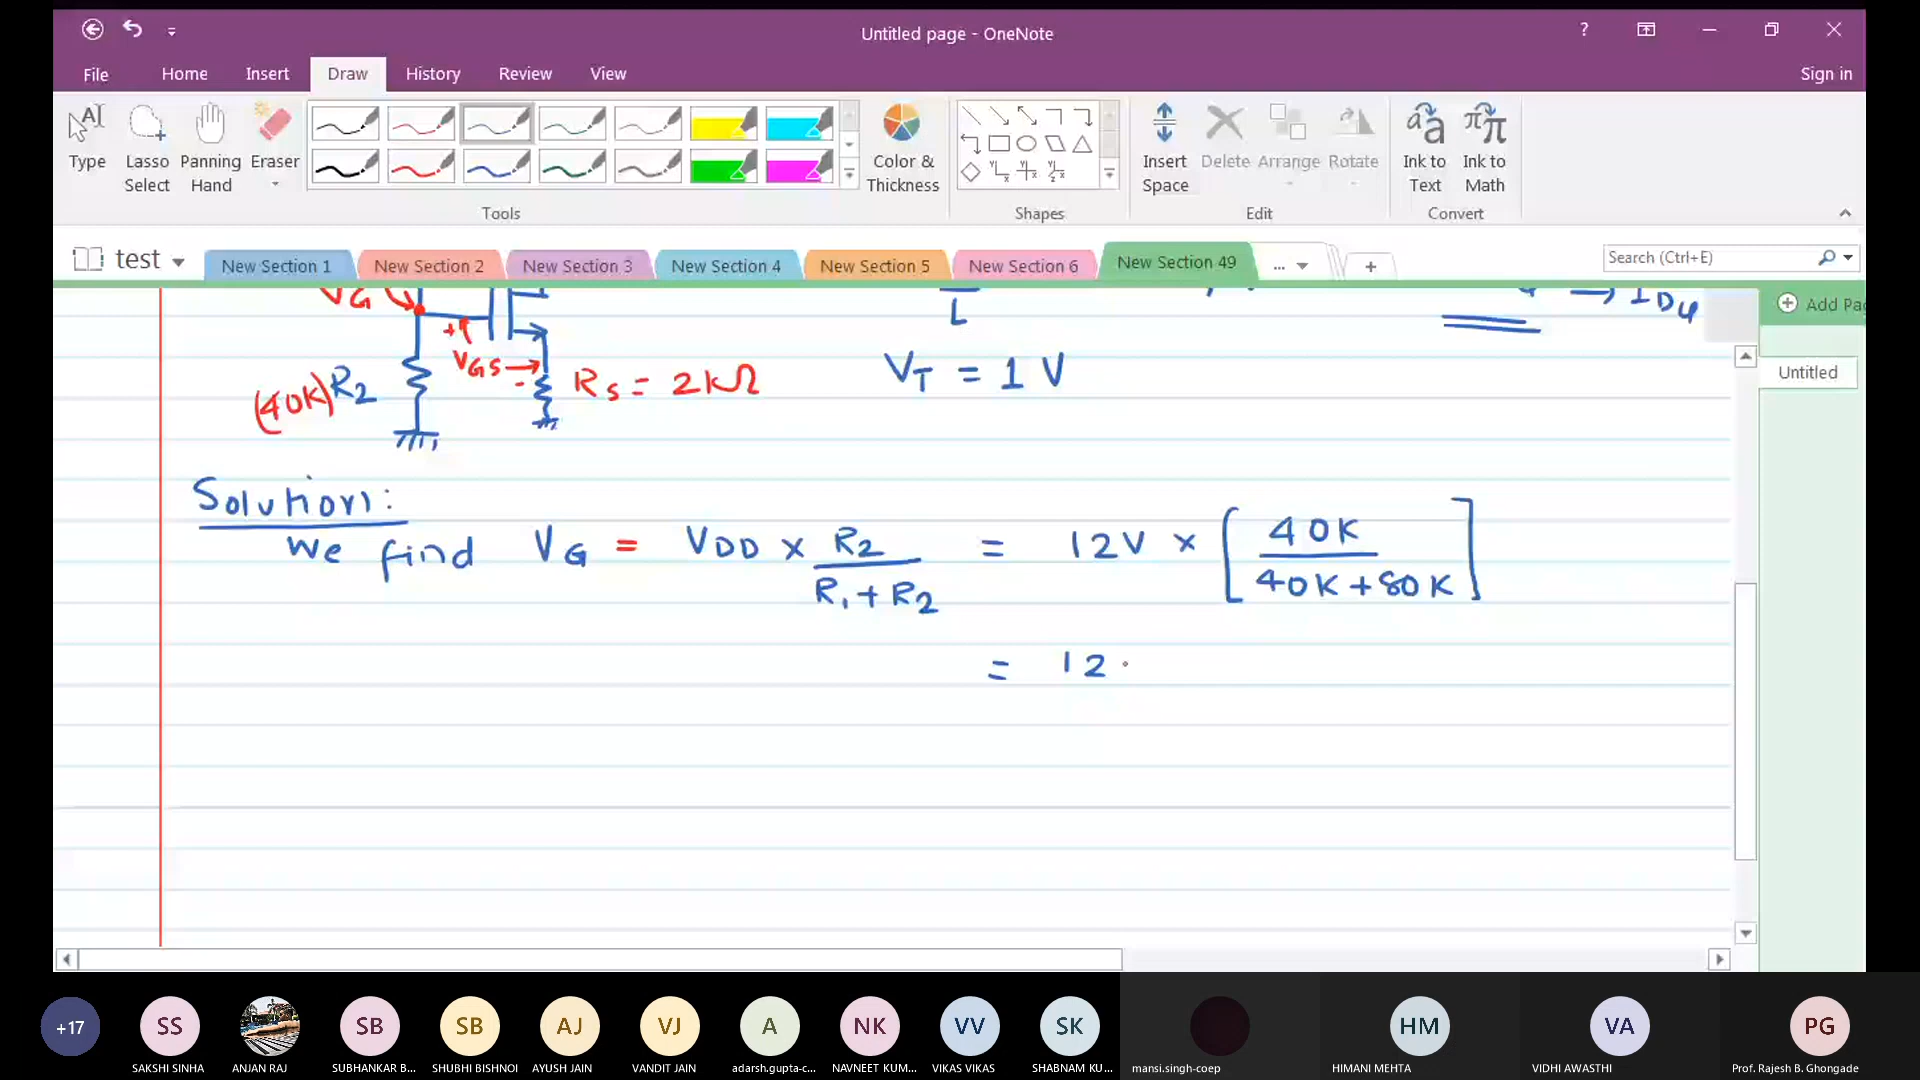 Untitled page - OneNote
?
File Home Insert Draw History Review View
Sign in
Type
Lasso Select
Panning Hand
Eraser
Color & Thickness
Insert Space
Delete
Arrange
Rotate
Ink to Text
Ink to Math
Tools
Shapes
Edit
Convert
test
New Section 1
New Section 2
New Section 3
New Section 4
New Section 5
New Section 6
New Section 49
...
+
Search (Ctrl+E)
Add Pa
Untitled
VG
L
→ ID4
+
VGS →
-
RS = 2KΩ
VT = 1 V
(40K) R2
Solution:
We find VG = VDD × R2 / R1 + R2 = 12V × [40K / 40K + 80K]
= 12 .
+17
SS
SB
SB
AJ
VJ
A
NK
VV
SK
HM
VA
PG
SAKSHI SINHA
ANJAN RAJ
SUBHANKAR B...
SHUBHI BISHNOI
AYUSH JAIN
VANDIT JAIN
adarsh.gupta-c...
NAVNEET KUM...
VIKAS VIKAS
SHABNAM KU...
mansi.singh-coep
HIMANI MEHTA
VIDHI AWASTHI
Prof. Rajesh B. Ghongade